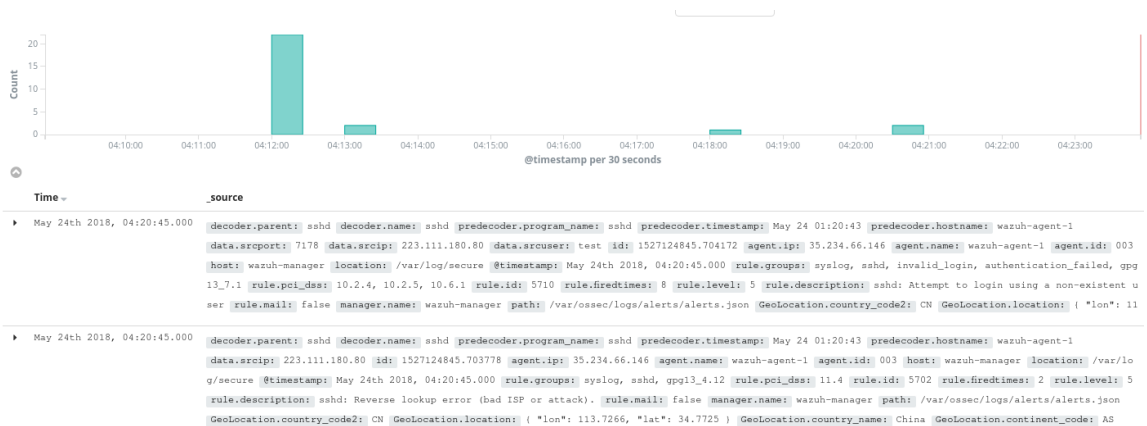 20
15
10
5
0
Count
04:10:00 04:11:00 04:12:00 04:13:00 04:14:00 04:15:00 04:16:00 04:17:00 04:18:00 04:19:00 04:20:00 04:21:00 04:22:00 04:23:00
@timestamp per 30 seconds
Time _source
May 24th 2018, 04:20:45.000 decoder.parent: sshd decoder.name: sshd predecoder.program_name: sshd predecoder.timestamp: May 24 01:20:43 predecoder.hostname: wazuh-agent-1
data.srcport: 7178 data.srcip: 223.111.180.80 data.srcuser: test id: 1527124845.704172 agent.ip: 35.234.66.146 agent.name: wazuh-agent-1 agent.id: 003
host: wazuh-manager location: /var/log/secure @timestamp: May 24th 2018, 04:20:45.000 rule.groups: syslog, sshd, invalid_login, authentication_failed, gpg
13_7.1 rule.pci_dss: 10.2.4, 10.2.5, 10.6.1 rule.id: 5710 rule.firedtimes: 8 rule.level: 5 rule.description: sshd: Attempt to login using a non-existent u
ser rule.mail: false manager.name: wazuh-manager path: /var/ossec/logs/alerts/alerts.json GeoLocation.country_code2: CN GeoLocation.location: { "lon": 11
May 24th 2018, 04:20:45.000 decoder.parent: sshd decoder.name: sshd predecoder.program_name: sshd predecoder.timestamp: May 24 01:20:43 predecoder.hostname: wazuh-agent-1
data.srcip: 223.111.180.80 id: 1527124845.703778 agent.ip: 35.234.66.146 agent.name: wazuh-agent-1 agent.id: 003 host: wazuh-manager location: /var/lo
g/secure @timestamp: May 24th 2018, 04:20:45.000 rule.groups: syslog, sshd, gpg13_4.12 rule.pci_dss: 11.4 rule.id: 5702 rule.firedtimes: 2 rule.level: 5
rule.description: sshd: Reverse lookup error (bad ISP or attack). rule.mail: false manager.name: wazuh-manager path: /var/ossec/logs/alerts/alerts.json
GeoLocation.country_code2: CN GeoLocation.location: { "lon": 113.7266, "lat": 34.7725 } GeoLocation.country_name: China GeoLocation.continent_code: AS